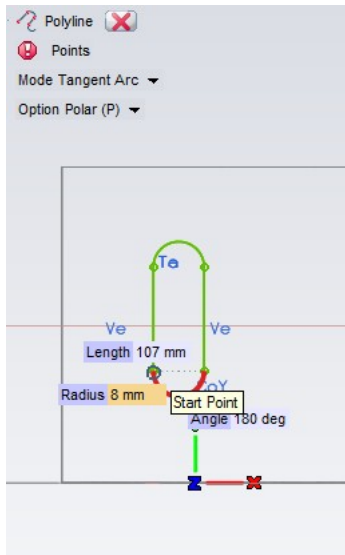 Polyline
Points
Mode Tangent Arc
Option Polar (P)
Ta
Ve Ve
Length 107 mm
Radius 8 mm Start Point
Angle 180 deg
Z X